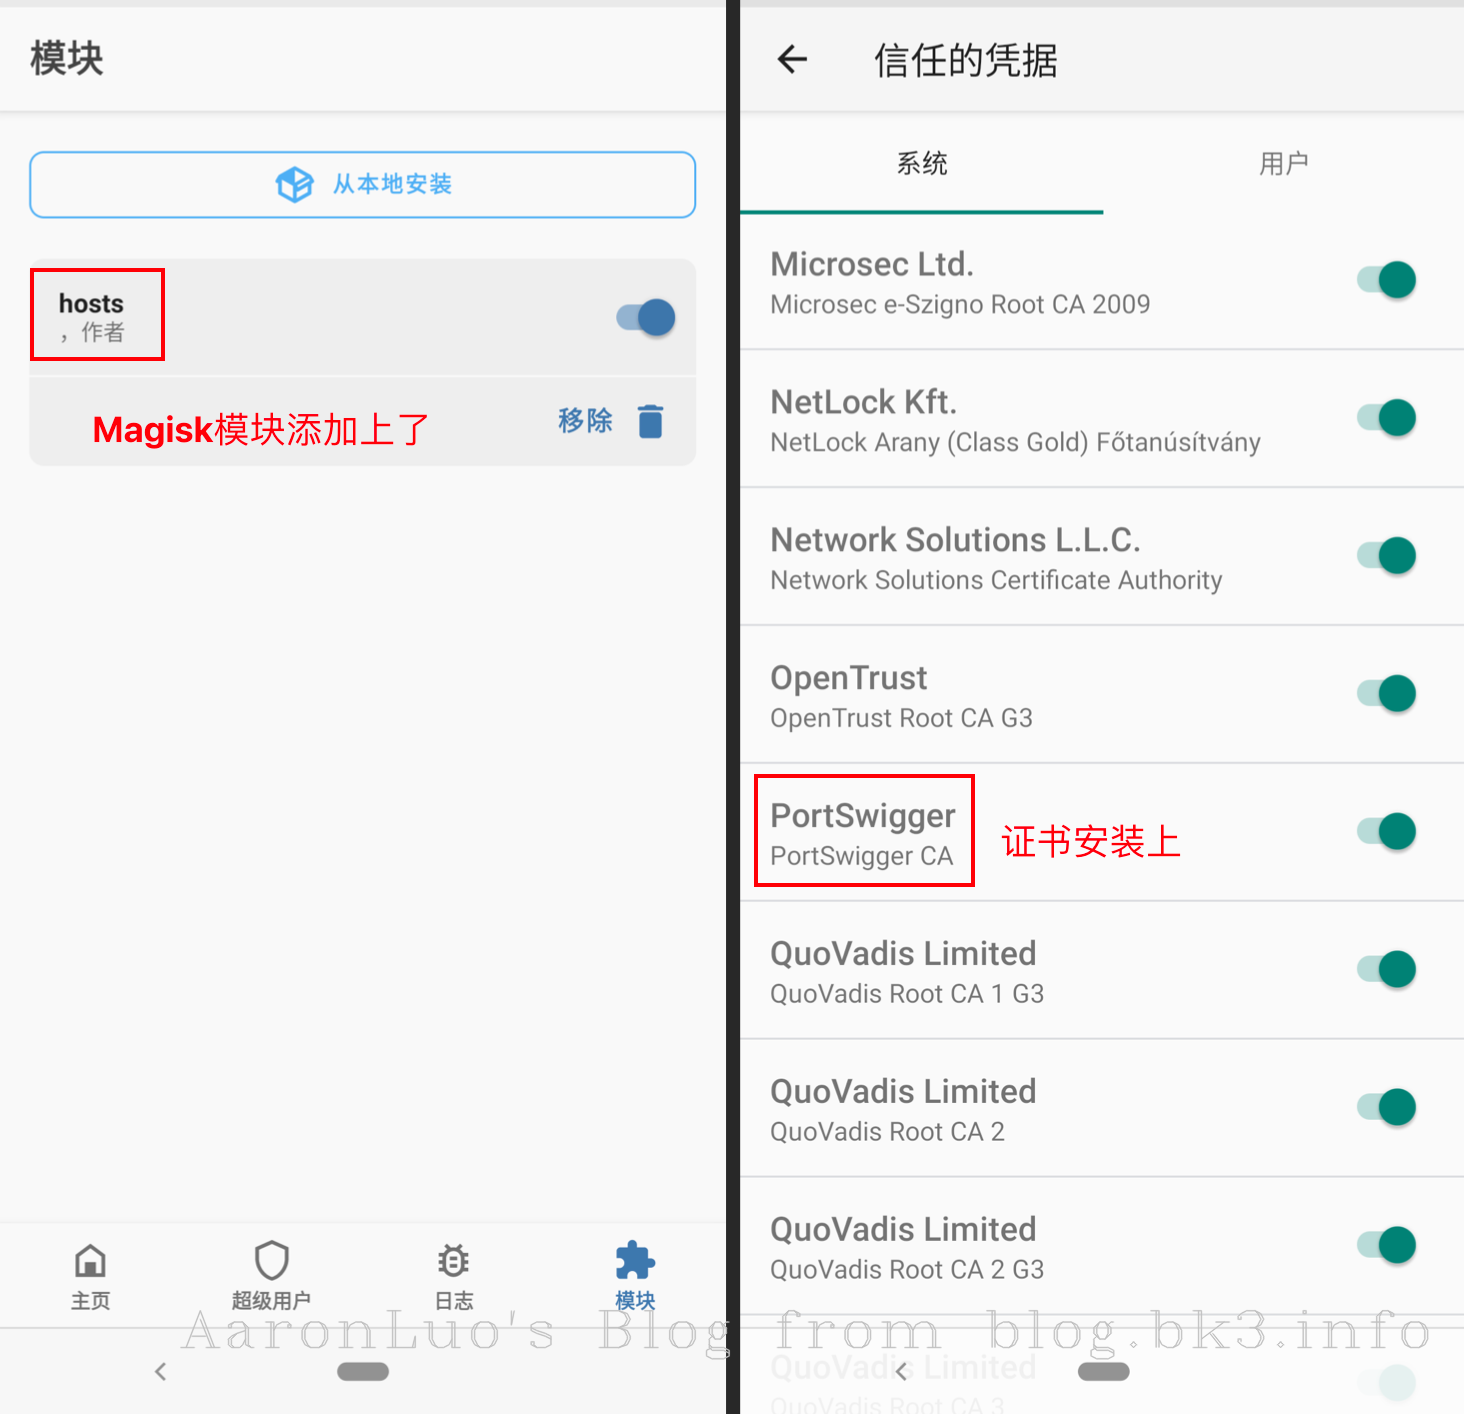 模块
从本地安装
hosts
，作者
Magisk模块添加上了
移除
主页
超级用户
日志
模块
信任的凭据
系统
用户
Microsec Ltd.
Microsec e-Szigno Root CA 2009
NetLock Kft.
NetLock Arany (Class Gold) Főtanúsítvány
Network Solutions L.L.C.
Network Solutions Certificate Authority
OpenTrust
OpenTrust Root CA G3
PortSwigger
PortSwigger CA
证书安装上
QuoVadis Limited
QuoVadis Root CA 1 G3
QuoVadis Limited
QuoVadis Root CA 2
QuoVadis Limited
QuoVadis Root CA 2 G3
QuoVadis Limited
QuoVadis Root CA 3
AaronLuo's Blog from blog.bk3.info